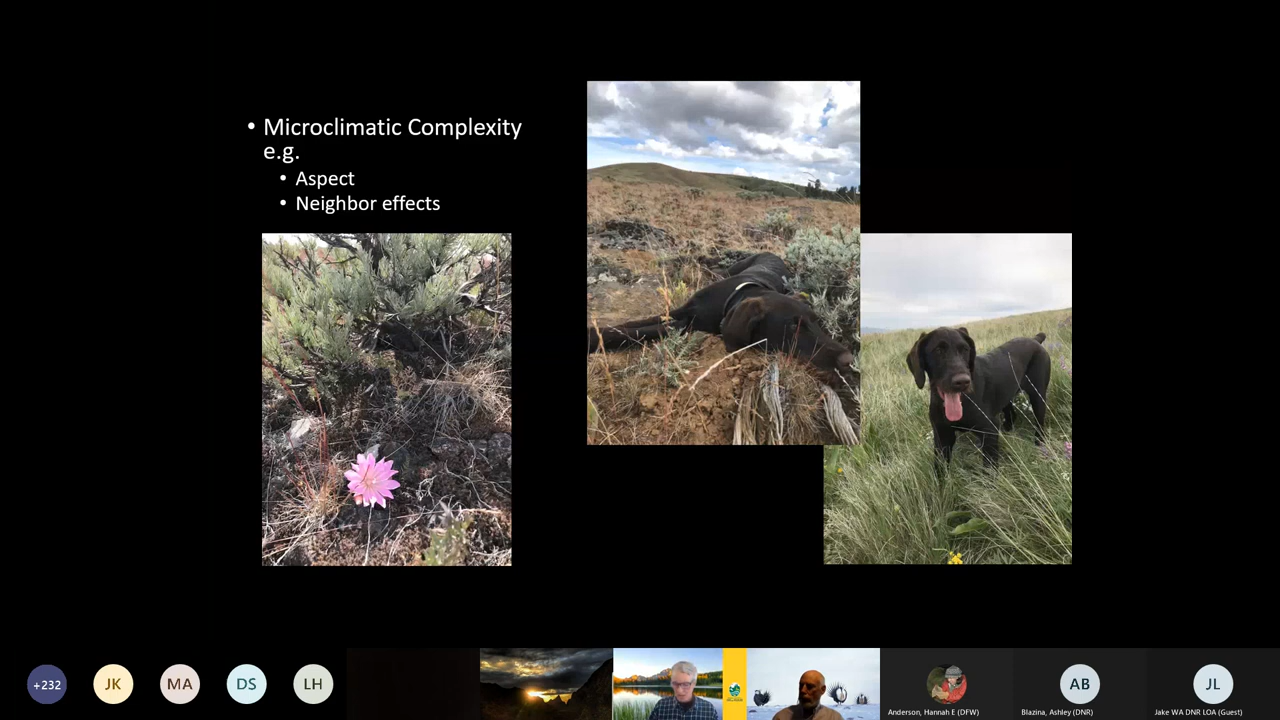 • Microclimatic Complexity
e.g.
• Aspect
• Neighbor effects
+232
JK
MA
DS
LH
Anderson, Hannah E (DFW)
AB
Blazina, Ashley (DNR)
JL
Jake WA DNR LOA (Guest)